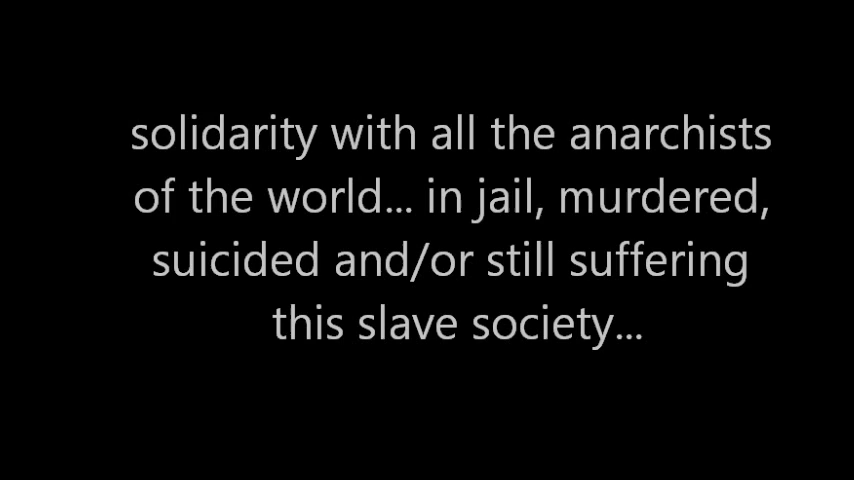 solidarity with all the anarchists
of the world... in jail, murdered,
suicided and/or still suffering
this slave society...